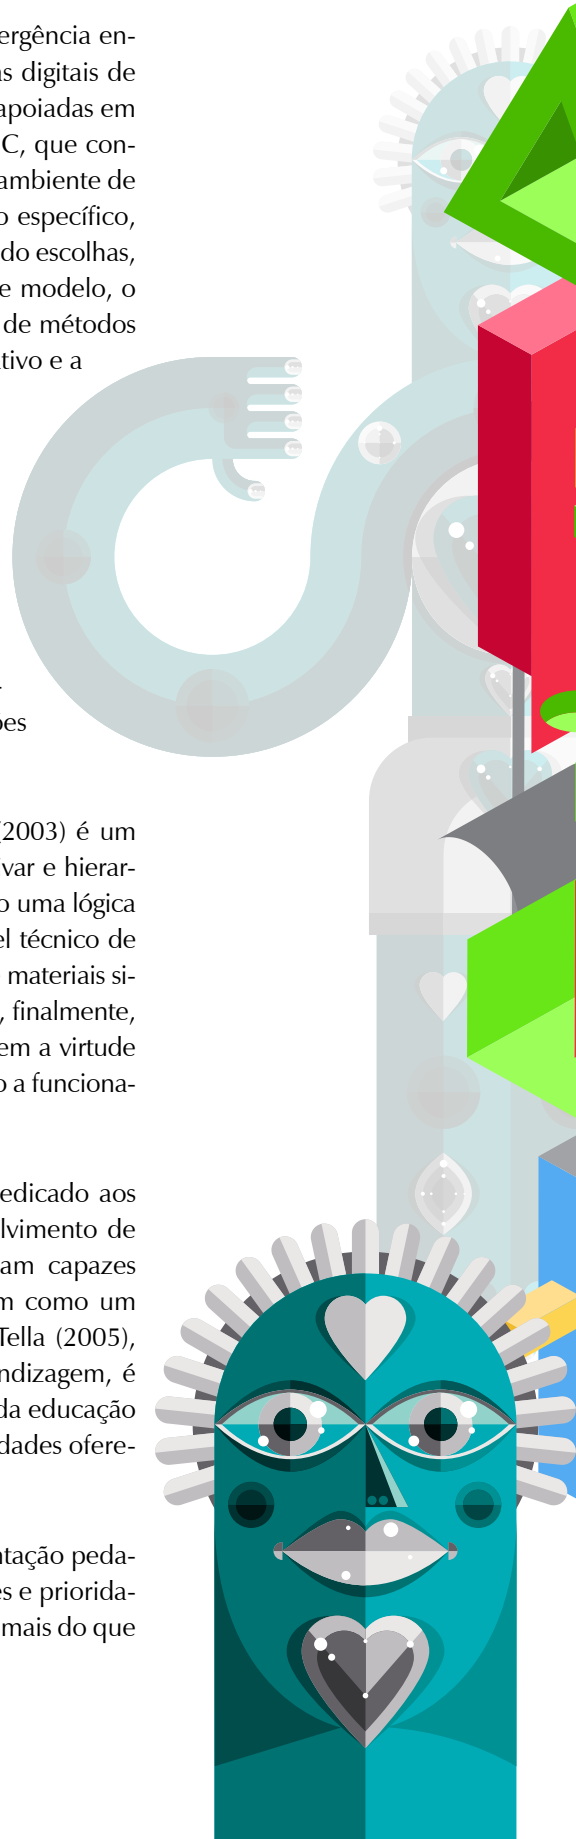 ergência en-
s digitais de
apoiadas em
C, que con-
ambiente de
o específico,
do escolhas,
e modelo, o
de métodos
tivo e a
ões
(2003) é um
var e hierar-
o uma lógica
el técnico de
materiais si-
, finalmente,
em a virtude
o a funciona-
edicado aos
lvimento de
am capazes
m como um
Tella (2005),
ndizagem, é
da educação
dades ofere-
ntação peda-
es e priorida-
mais do que